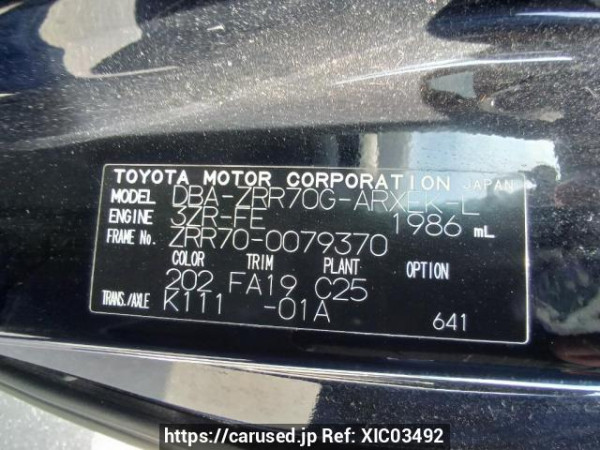 TOYOTA MOTOR CORPORATION JAPAN
MODEL DBA-ZRR70G-ARXEK-L
ENGINE 3ZR-FE 1986 mL
FRAME No. ZRR70-0079370
COLOR TRIM PLANT OPTION
202 FA19 C25
TRANS./AXLE K111 -01A
641
https://carused.jp Ref: XIC03492